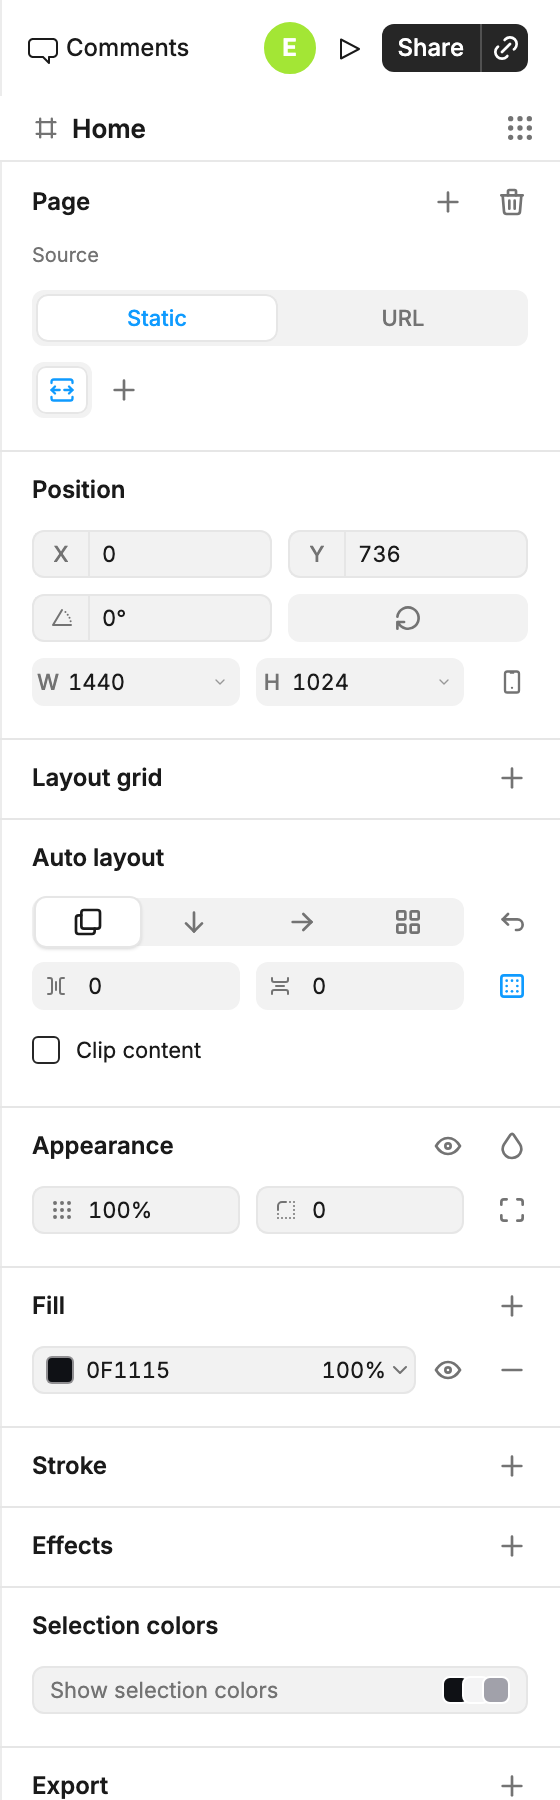 Comments
E
Share
Home
Page
Source
Static URL
Position
X 0 Y 736
0°
W 1440 H 1024
Layout grid
Auto layout
0 0
Clip content
Appearance
100% 0
Fill
0F1115 100%
Stroke
Effects
Selection colors
Show selection colors
Export